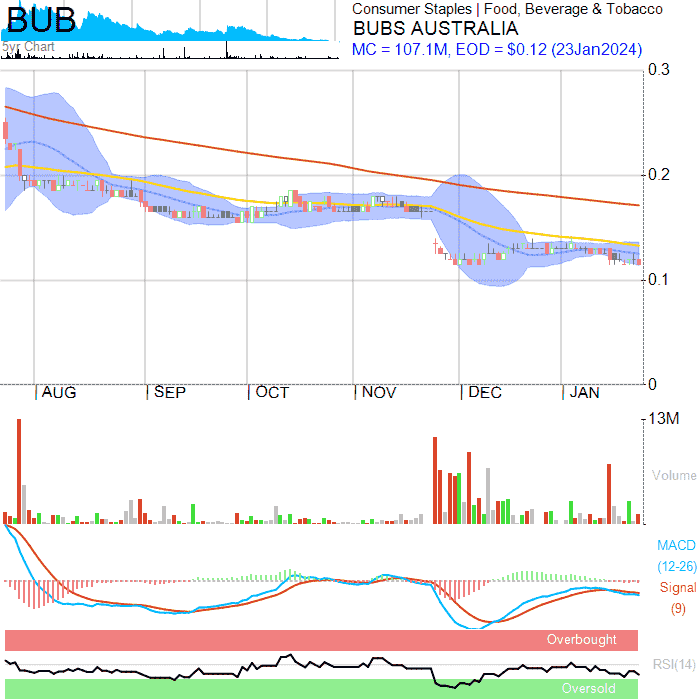 BUB
5yr Chart
Consumer Staples | Food, Beverage & Tobacco
BUBS AUSTRALIA
MC = 107.1M, EOD = $0.12 (23Jan2024)
0.3
0.2
0.1
0
AUG SEP OCT NOV DEC JAN
13M
Volume
MACD
(12-26)
Signal
(9)
Overbought
RSI(14)
Oversold